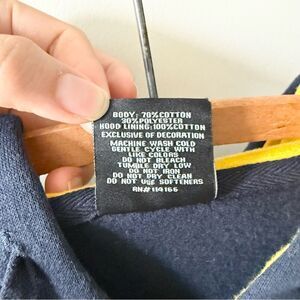 BODY: 70%COTTON
30%POLYESTER
HOOD LINING: 100%COTTON
EXCLUSIVE OF DECORATION
MACHINE WASH COLD
GENTLE CYCLE WITH
LIKE COLORS
DO NOT BLEACH
TUMBLE DRY LOW
DO NOT IRON
DO NOT DRY CLEAN
DO NOT USE SOFTENERS
RN#114166